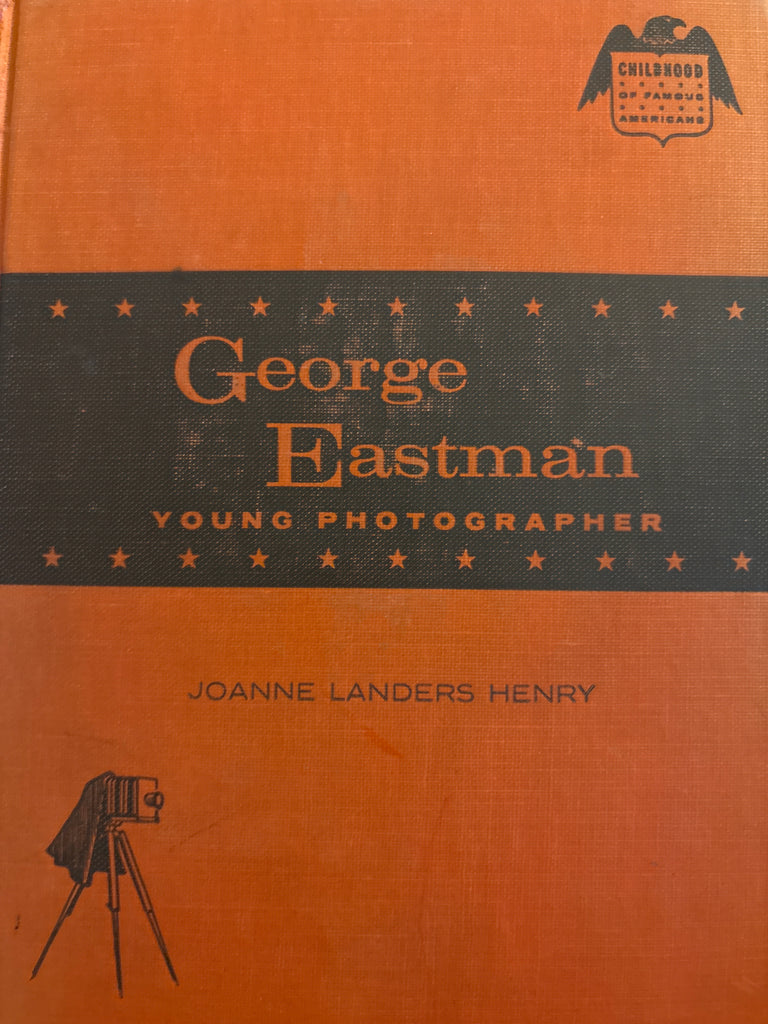 CHILDHOOD
OF FAMOUS
AMERICANS
George
Eastman
YOUNG PHOTOGRAPHER
JOANNE LANDERS HENRY